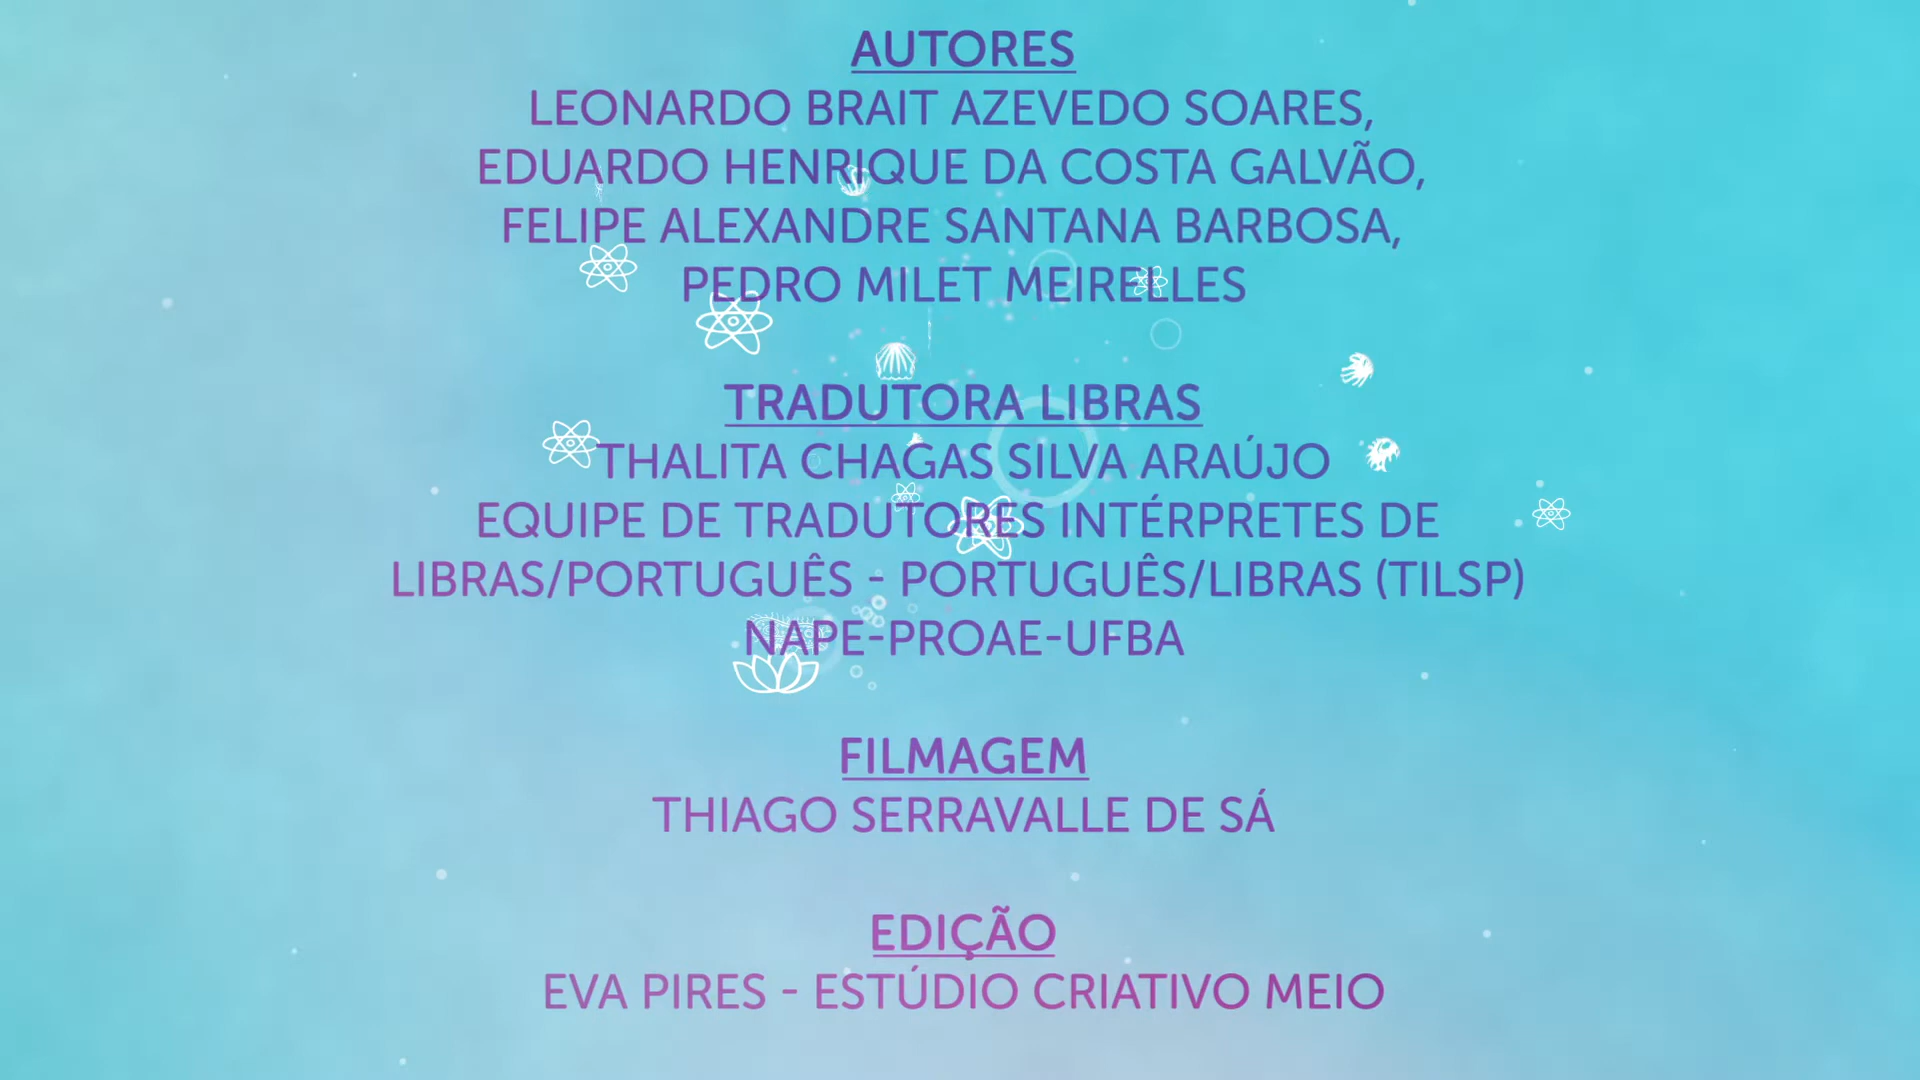 AUTORES
LEONARDO BRAIT AZEVEDO SOARES,
EDUARDO HENRIQUE DA COSTA GALVÃO,
FELIPE ALEXANDRE SANTANA BARBOSA,
PEDRO MILET MEIRELLES
TRADUTORA LIBRAS
THALITA CHAGAS SILVA ARAÚJO
EQUIPE DE TRADUTORES INTÉRPRETES DE
LIBRAS/PORTUGUÊS - PORTUGUÊS/LIBRAS (TILSP)
NAPE-PROAE-UFBA
FILMAGEM
THIAGO SERRAVALLE DE SÁ
EDIÇÃO
EVA PIRES - ESTÚDIO CRIATIVO MEIO